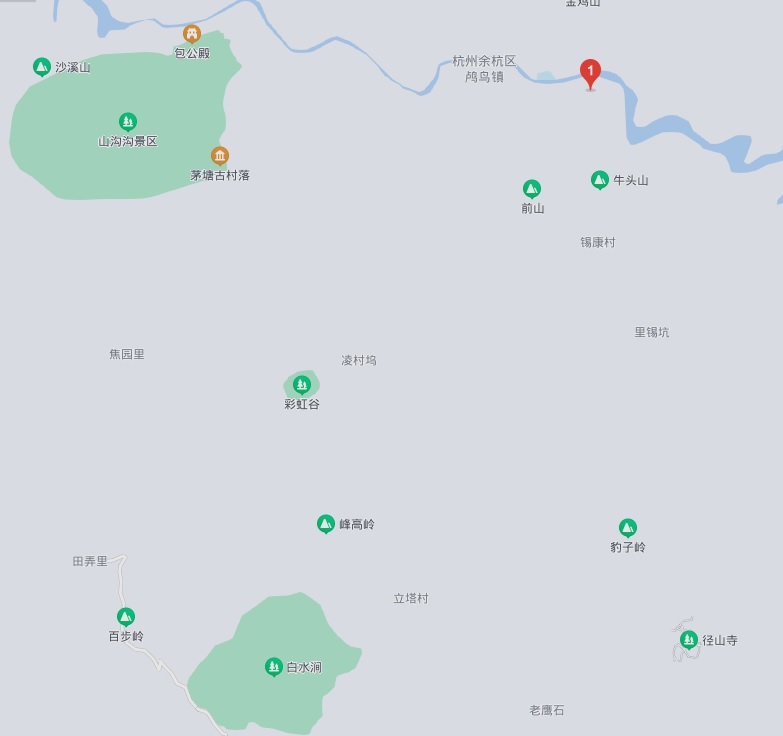 金鸡山
包公殿
沙溪山
杭州余杭区
鸬鸟镇
1
山沟沟景区
茅塘古村落
牛头山
前山
锡康村
里锡坑
焦园里
凌村坞
彩虹谷
峰高岭
豹子岭
田弄里
立塔村
百步岭
径山寺
白水涧
老鹰石